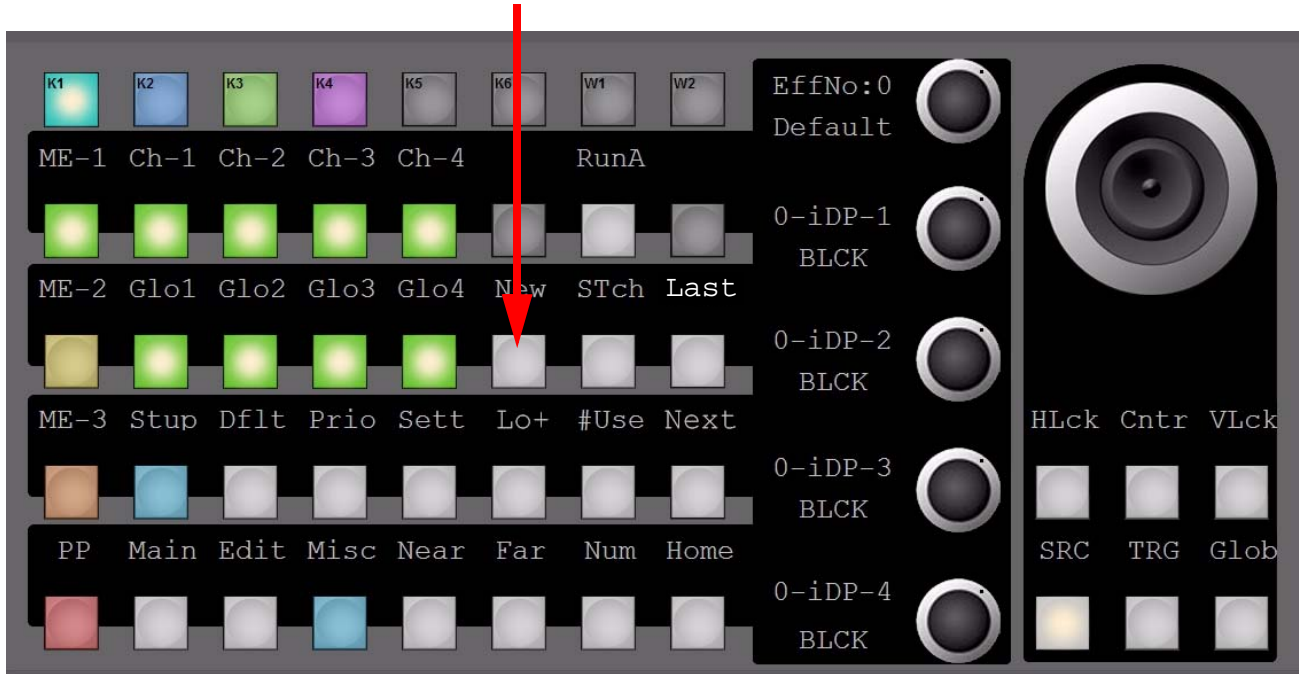 K1 K2 K3 K4 K5 K6 W1 W2
EffNo:0
Default
ME-1 Ch-1 Ch-2 Ch-3 Ch-4 RunA
0-iDP-1
BLCK
ME-2 Glo1 Glo2 Glo3 Glo4 New STch Last
0-iDP-2
BLCK
ME-3 Stup Dflt Prio Sett Lo+ #Use Next
HLck Cntr VLck
0-iDP-3
BLCK
PP Main Edit Misc Near Far Num Home
SRC TRG Glob
0-iDP-4
BLCK